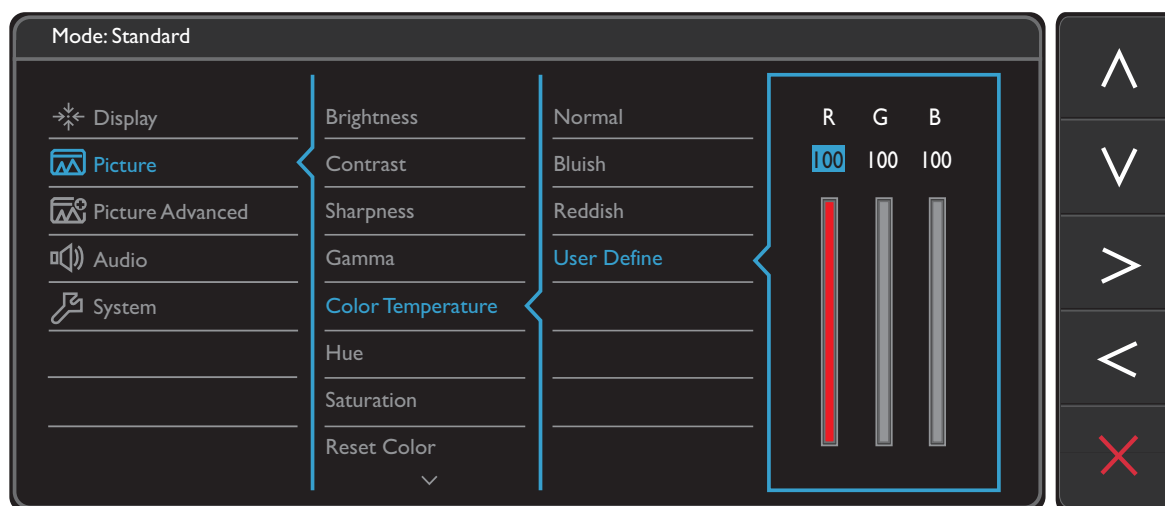 Mode: Standard
Display
Picture
Picture Advanced
Audio
System
Brightness
Contrast
Sharpness
Gamma
Color Temperature
Hue
Saturation
Reset Color
Normal
Bluish
Reddish
User Define
R G B
100 100 100